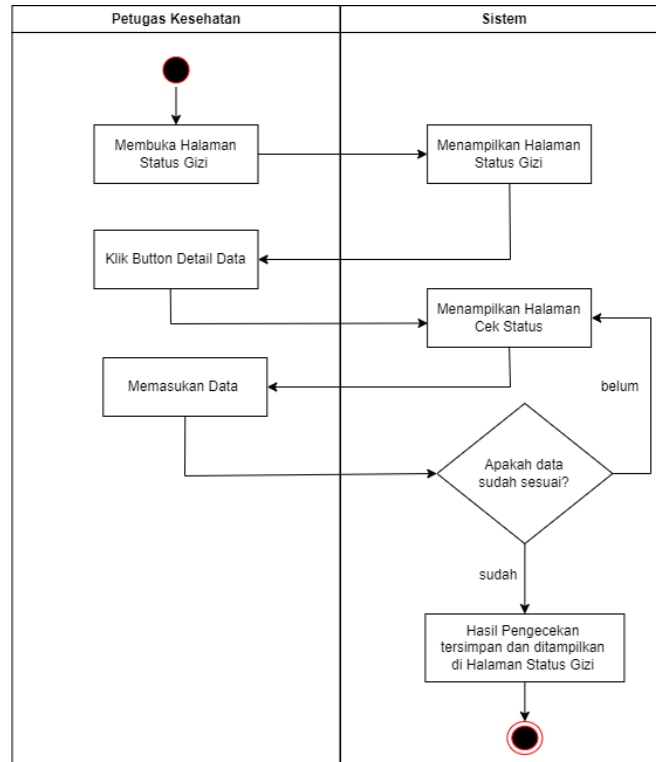 Petugas Kesehatan
Sistem
Membuka Halaman
Status Gizi
Menampilkan Halaman
Status Gizi
Klik Button Detail Data
Menampilkan Halaman
Cek Status
Memasukan Data
belum
Apakah data
sudah sesuai?
sudah
Hasil Pengecekan
tersimpan dan ditampilkan
di Halaman Status Gizi